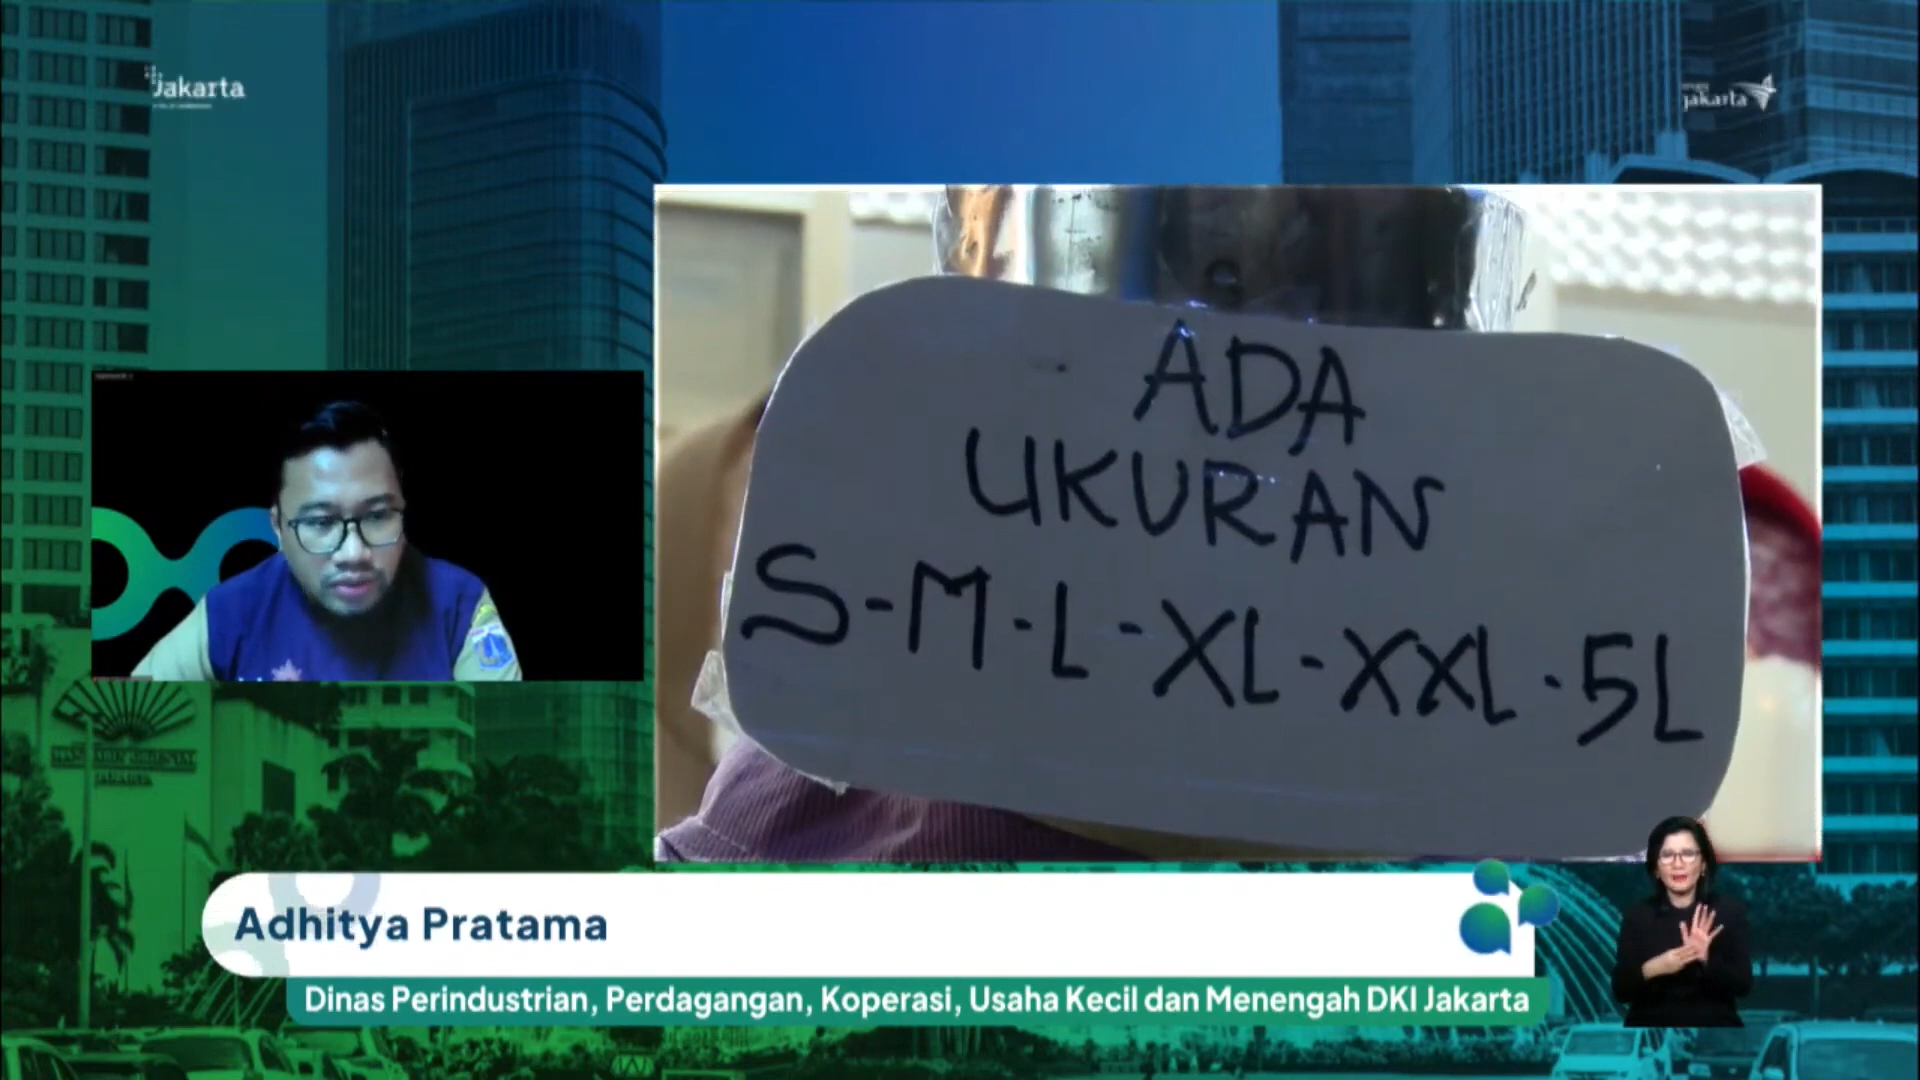 Jakarta
jakarta
ADA
UKURAN
S-M-L-XL-XXL-5L
Adhitya Pratama
Dinas Perindustrian, Perdagangan, Koperasi, Usaha Kecil dan Menengah DKI Jakarta